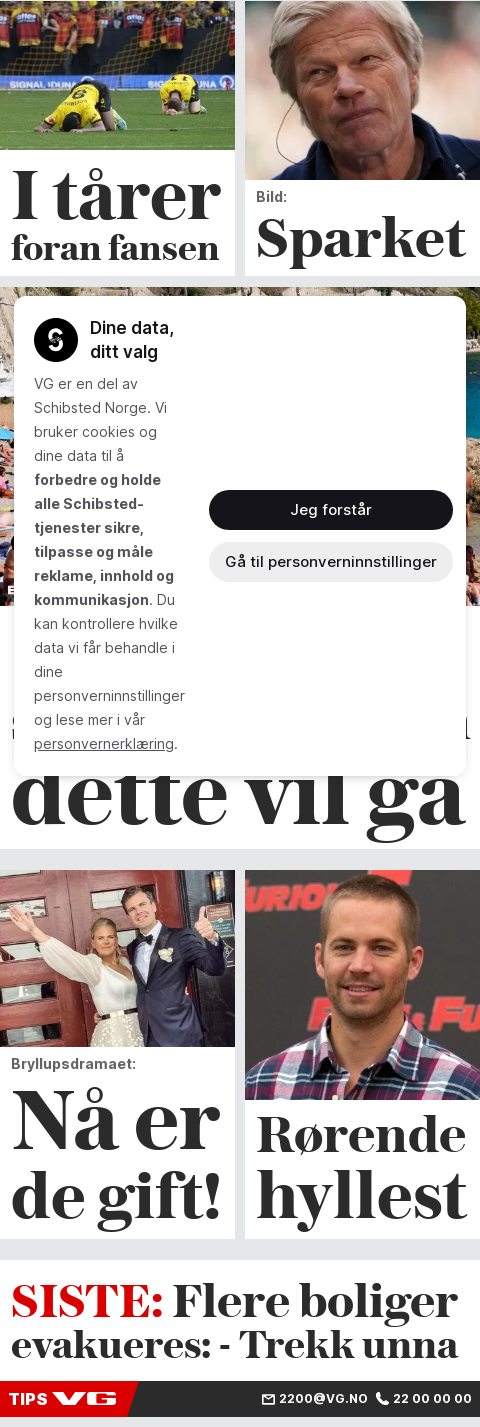 SIGNAL IDUNA
I tårer
foran fansen
Bild:
Sparket
Dine data,
ditt valg
VG er en del av
Schibsted Norge. Vi
bruker cookies og
dine data til å
forbedre og holde
alle Schibsted-
tjenester sikre,
tilpasse og måle
reklame, innhold og
kommunikasjon. Du
kan kontrollere hvilke
data vi får behandle i
dine
personverninnstillinger
og lese mer i vår
personvernerklæring.
Jeg forstår
Gå til personverninnstillinger
dette vil gå
Bryllupsdramaet:
Nå er
de gift!
Rørende
hyllest
SISTE: Flere boliger
evakueres: - Trekk unna
TIPS VG
2200@VG.NO 22 00 00 00